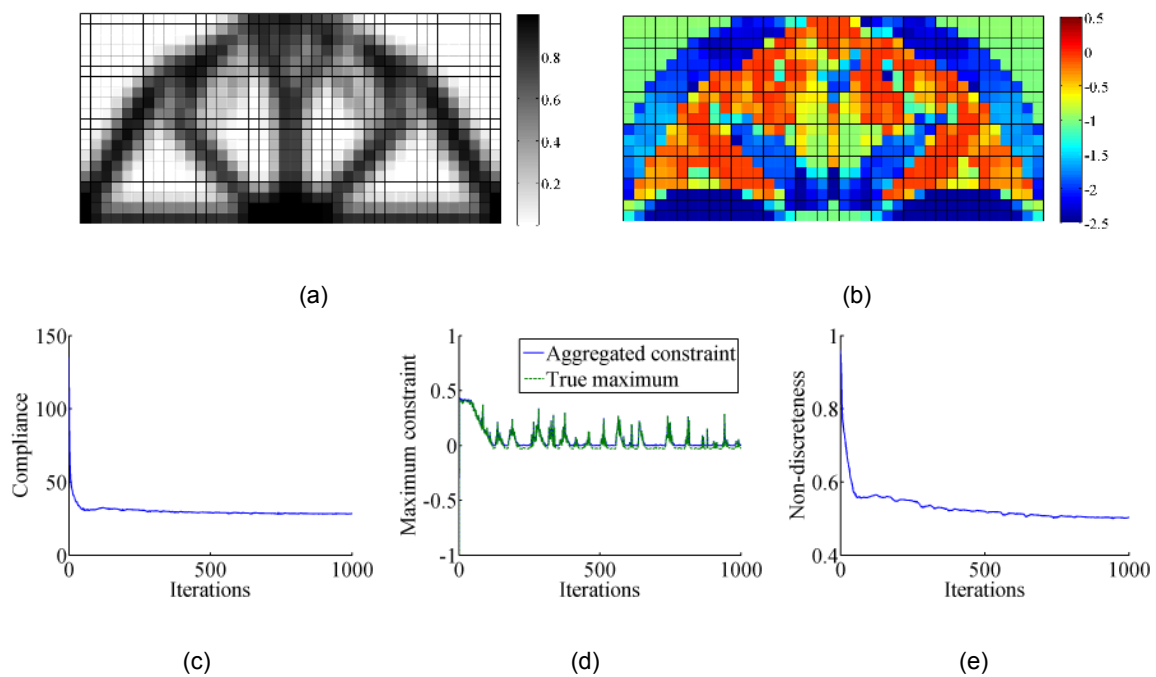 0.8
0.6
0.4
0.2
0.5
0
-0.5
-1
-1.5
-2
-2.5
(a)
(b)
150
100
50
0
Compliance
0
500
1000
Iterations
1
0.5
0
-0.5
-1
Maximum constraint
Aggregated constraint
True maximum
0
500
1000
Iterations
1
0.8
0.6
0.4
Non-discreteness
0
500
1000
Iterations
(c)
(d)
(e)